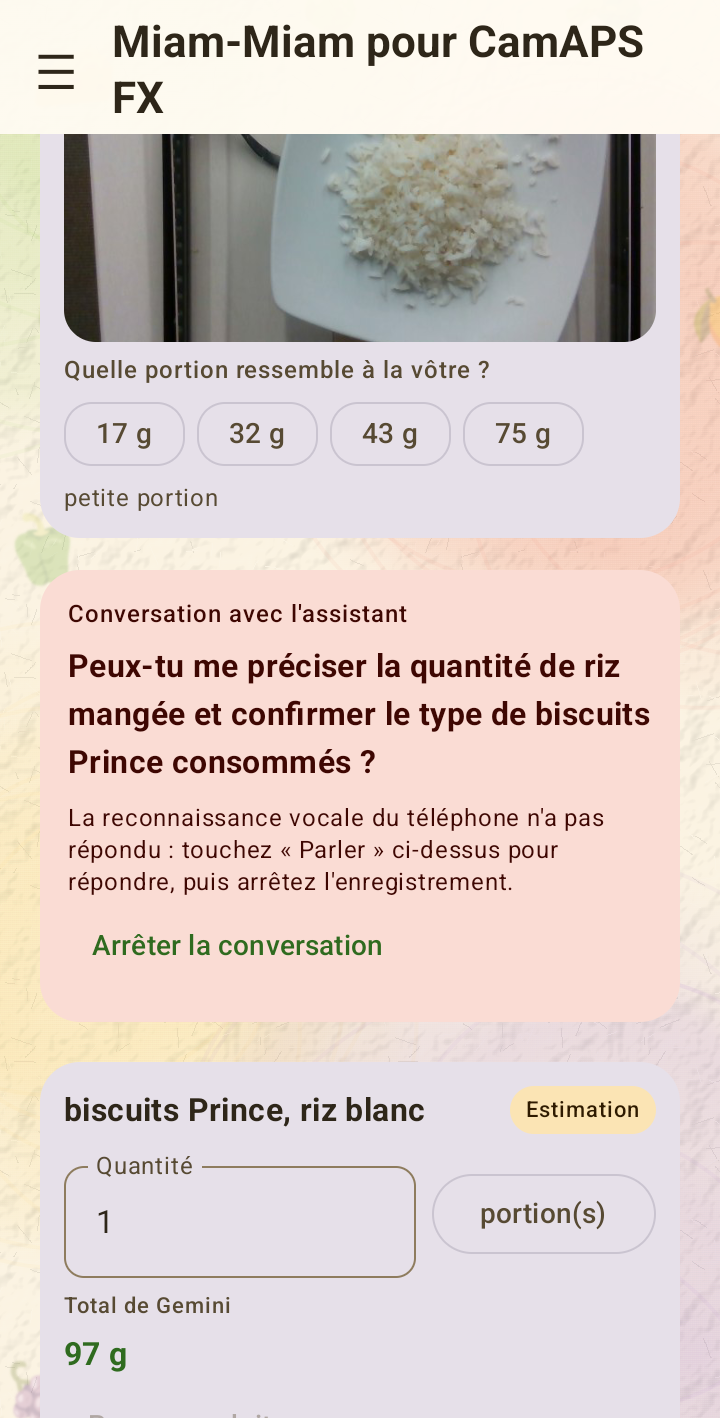 Miam-Miam pour CamAPS
FX
Quelle portion ressemble à la vôtre ?
17 g
32 g
43 g
75 g
petite portion
Conversation avec l'assistant
Peux-tu me préciser la quantité de riz
mangée et confirmer le type de biscuits
Prince consommés ?
La reconnaissance vocale du téléphone n'a pas
répondu : touchez « Parler » ci-dessus pour
répondre, puis arrêtez l'enregistrement.
Arrêter la conversation
biscuits Prince, riz blanc
Estimation
Quantité
1
portion(s)
Total de Gemini
97 g